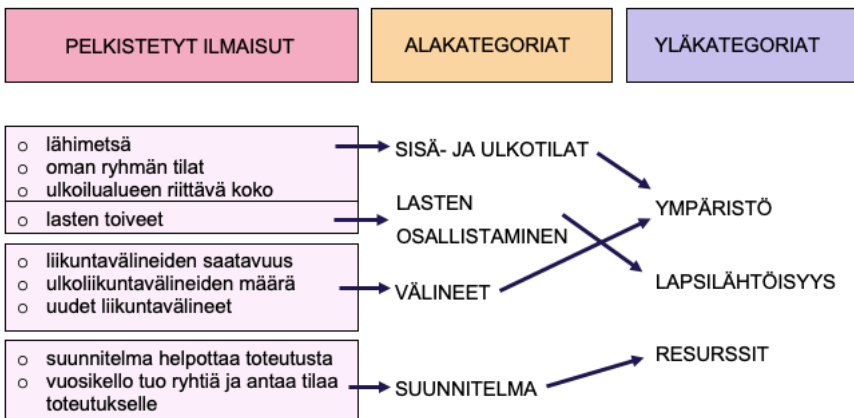 PELKISTETYT ILMAISUT
ALAKATEGORIAT
YLÄKATEGORIAT
o lähimetsä
o oman ryhmän tilat
o ulkoilualueen riittävä koko
o lasten toiveet
o liikuntavälineiden saatavuus
o ulkoliikuntavälineiden määrä
o uudet liikuntavälineet
o suunnitelma helpottaa toteutusta
o vuosikello tuo ryhtiä ja antaa tilaa
toteutukselle
SISÄ- JA ULKOTILAT
LASTEN
OSALLISTAMINEN
VÄLINEET
SUUNNITELMA
YMPÄRISTÖ
LAPSILÄHTÖISYYS
RESURSSIT